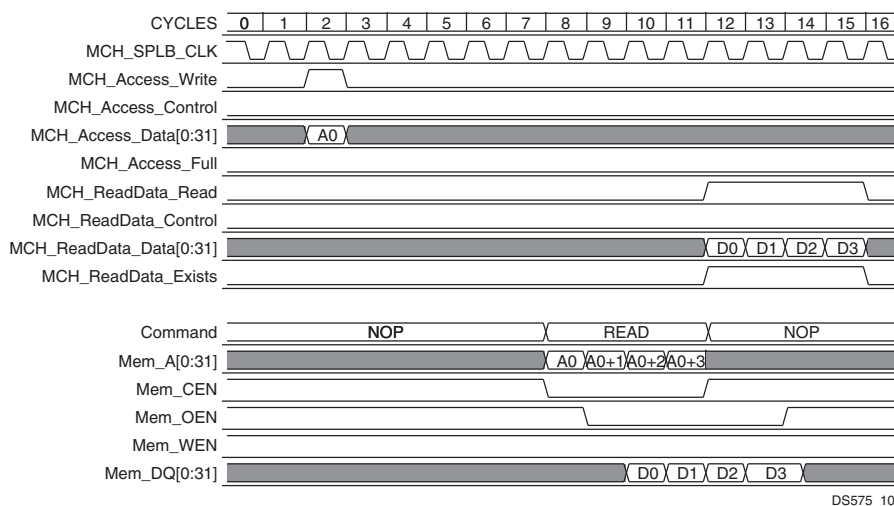 CYCLES 0 1 2 3 4 5 6 7 8 9 10 11 12 13 14 15 16
MCH_SPLB_CLK
MCH_Access_Write
MCH_Access_Control
MCH_Access_Data[0:31] A0
MCH_Access_Full
MCH_ReadData_Read
MCH_ReadData_Control
MCH_ReadData_Data[0:31] D0 D1 D2 D3
MCH_ReadData_Exists
Command NOP READ NOP
Mem_A[0:31] A0 A0+1 A0+2 A0+3
Mem_CEN
Mem_OEN
Mem_WEN
Mem_DQ[0:31] D0 D1 D2 D3
DS575_10